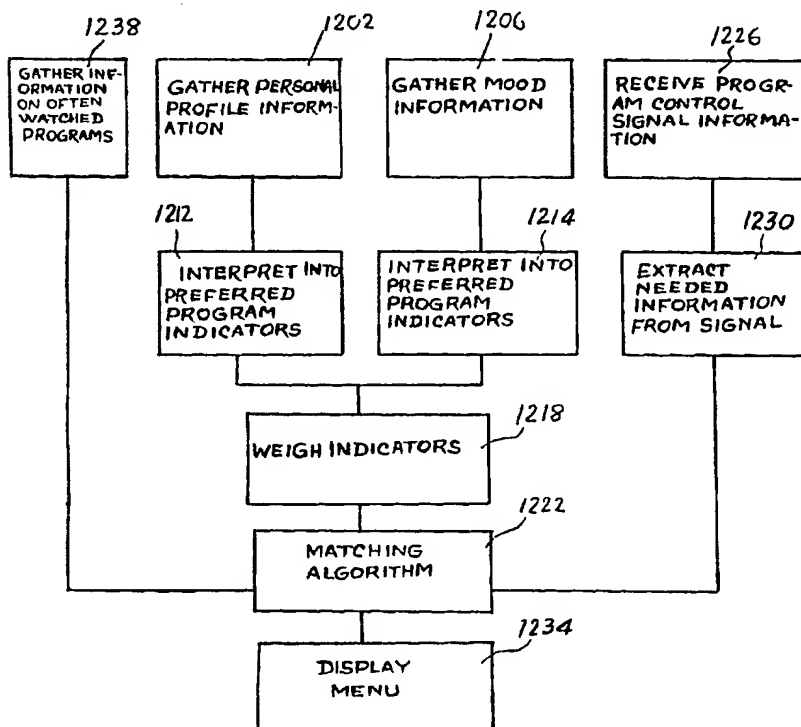 1238
GATHER INF-
ORMATION
ON OFTEN
WATCHED
PROGRAMS
1202
GATHER PERSONAL
PROFILE INFORM-
ATION
1206
GATHER MOOD
INFORMATION
1226
RECEIVE PROGR-
AM CONTROL
SIGNAL INFORMA-
TION
1212
INTERPRET INTO
PREFERRED
PROGRAM
INDICATORS
1214
INTERPRET INTO
PREFERRED
PROGRAM
INDICATORS
1230
EXTRACT
NEEDED
INFORMATION
FROM SIGNAL
1218
WEIGH INDICATORS
1222
MATCHING
ALGORITHM
1234
DISPLAY
MENU